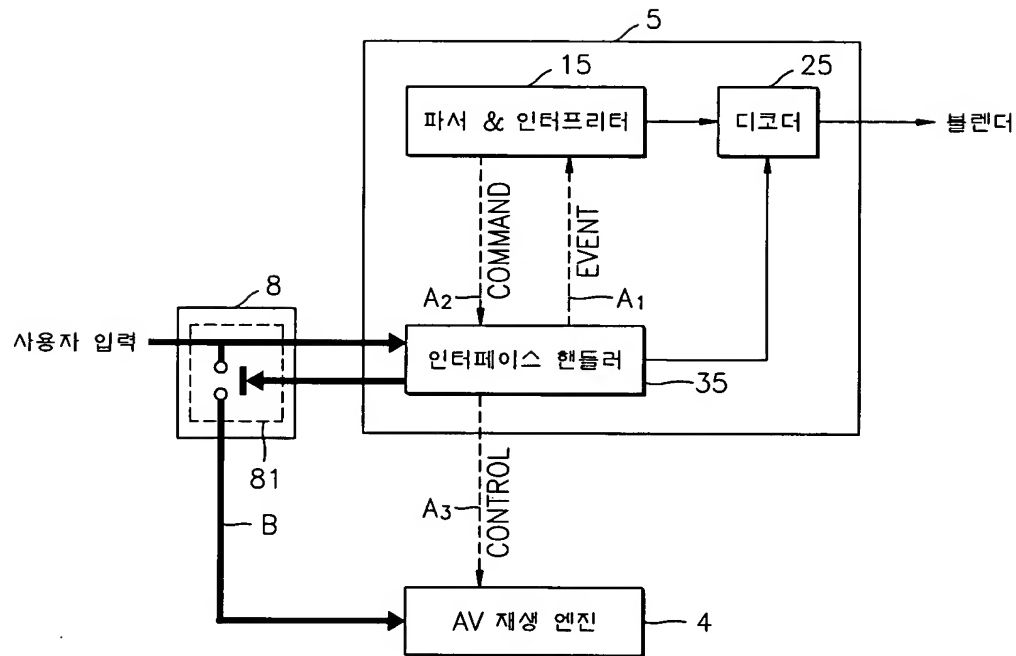 5
15
25
파서 & 인터프리터
디코더
블렌더
COMMAND
EVENT
A2
A1
8
사용자 입력
인터페이스 핸들러
35
81
B
A3
CONTROL
AV 재생 엔진
4